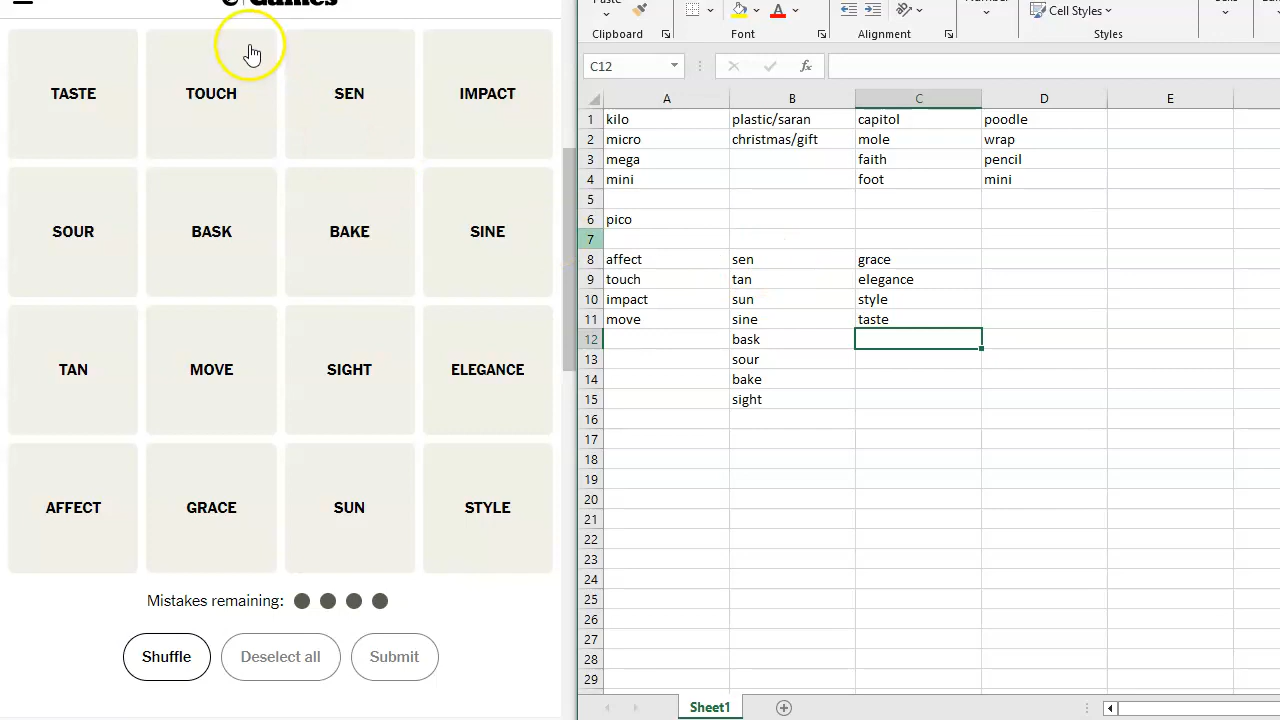 Games
TASTE TOUCH SEN IMPACT
SOUR BASK BAKE SINE
TAN MOVE SIGHT ELEGANCE
AFFECT GRACE SUN STYLE
Mistakes remaining:
Shuffle Deselect all Submit
Paste
Cell Styles
Clipboard Font Alignment Number Styles
C12 fx
A B C D E
1 kilo plastic/saran capitol poodle
2 micro christmas/gift mole wrap
3 mega faith pencil
4 mini foot mini
5
6 pico
7
8 affect sen grace
9 touch tan elegance
10 impact sun style
11 move sine taste
12 bask
13 sour
14 bake
15 sight
16
17
18
19
20
21
22
23
24
25
26
27
28
29
Sheet1